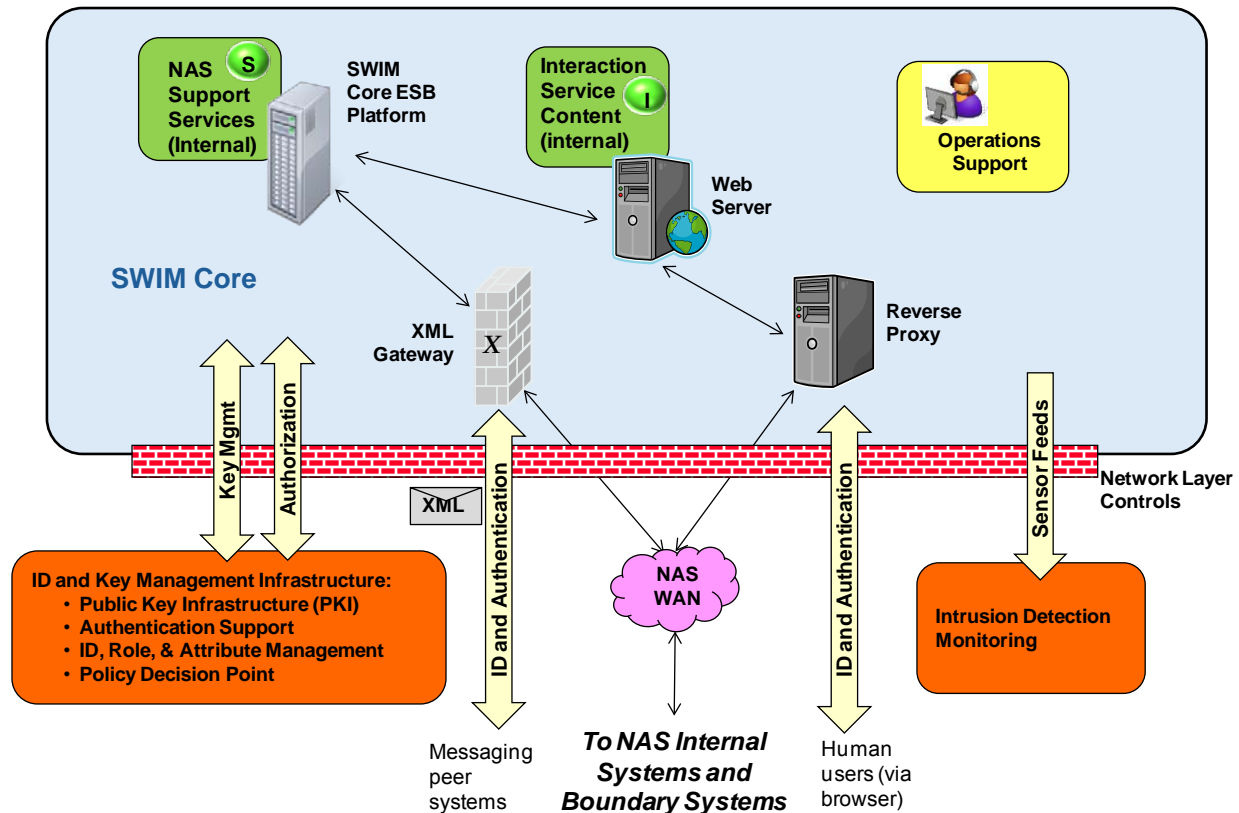 NAS
Support
Services
(Internal)
S
SWIM
Core ESB
Platform
Interaction
Service
Content
(internal)
I
Operations
Support
Web
Server
SWIM Core
XML
Gateway
X
Reverse
Proxy
Key Mgmt
Authorization
XML
ID and Authentication
ID and Authentication
Sensor Feeds
Network Layer
Controls
NAS
WAN
ID and Key Management Infrastructure:
• Public Key Infrastructure (PKI)
• Authentication Support
• ID, Role, & Attribute Management
• Policy Decision Point
Intrusion Detection
Monitoring
Messaging
peer
systems
To NAS Internal
Systems and
Boundary Systems
Human
users (via
browser)